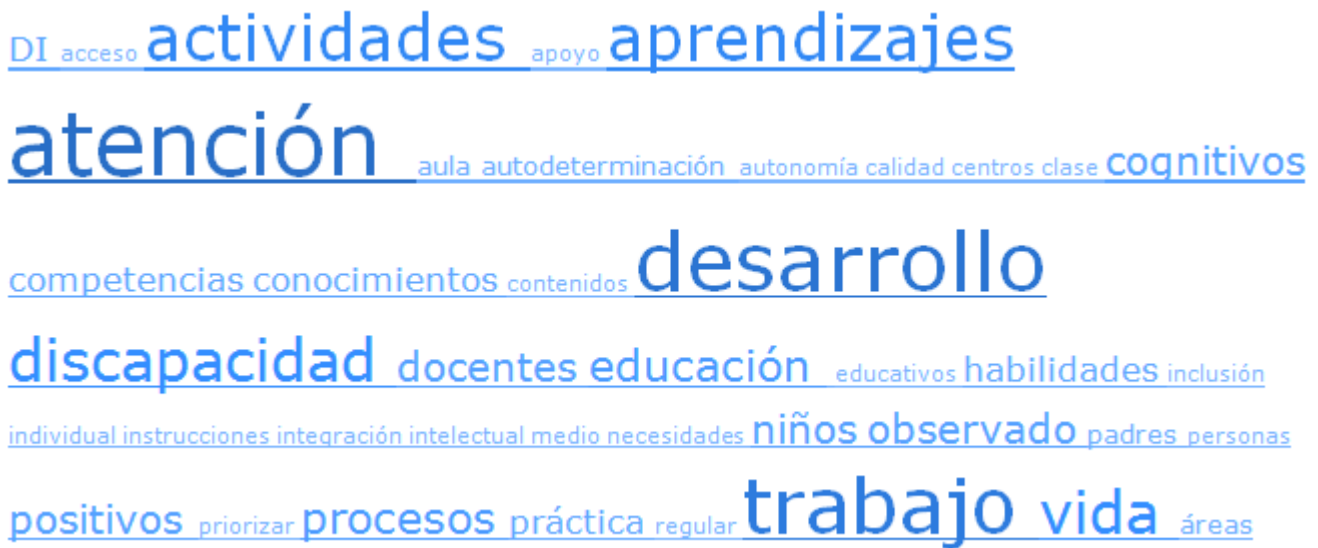 DI acceso actividades apoyo aprendizajes
atención aula autodeterminación autonomía calidad centros clase cognitivos
competencias conocimientos contenidos desarrollo
discapacidad docentes educación educativos habilidades inclusión
individual instrucciones integración intelectual medio necesidades niños observado padres personas
positivos priorizar procesos práctica regular trabajo vida áreas